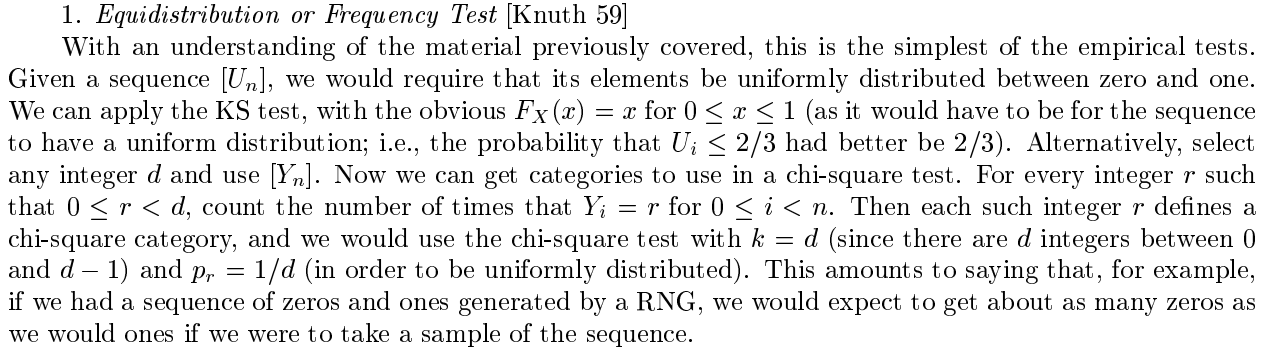 1. Equidistribution or Frequency Test [Knuth 59]
With an understanding of the material previously covered, this is the simplest of the empirical tests.
Given a sequence [Uₙ], we would require that its elements be uniformly distributed between zero and one.
We can apply the KS test, with the obvious F_X(x) = x for 0 ≤ x ≤ 1 (as it would have to be for the sequence
to have a uniform distribution; i.e., the probability that Uᵢ ≤ 2/3 had better be 2/3). Alternatively, select
any integer d and use [Yₙ]. Now we can get categories to use in a chi-square test. For every integer r such
that 0 ≤ r < d, count the number of times that Yᵢ = r for 0 ≤ i < n. Then each such integer r defines a
chi-square category, and we would use the chi-square test with k = d (since there are d integers between 0
and d − 1) and pᵣ = 1/d (in order to be uniformly distributed). This amounts to saying that, for example,
if we had a sequence of zeros and ones generated by a RNG, we would expect to get about as many zeros as
we would ones if we were to take a sample of the sequence.